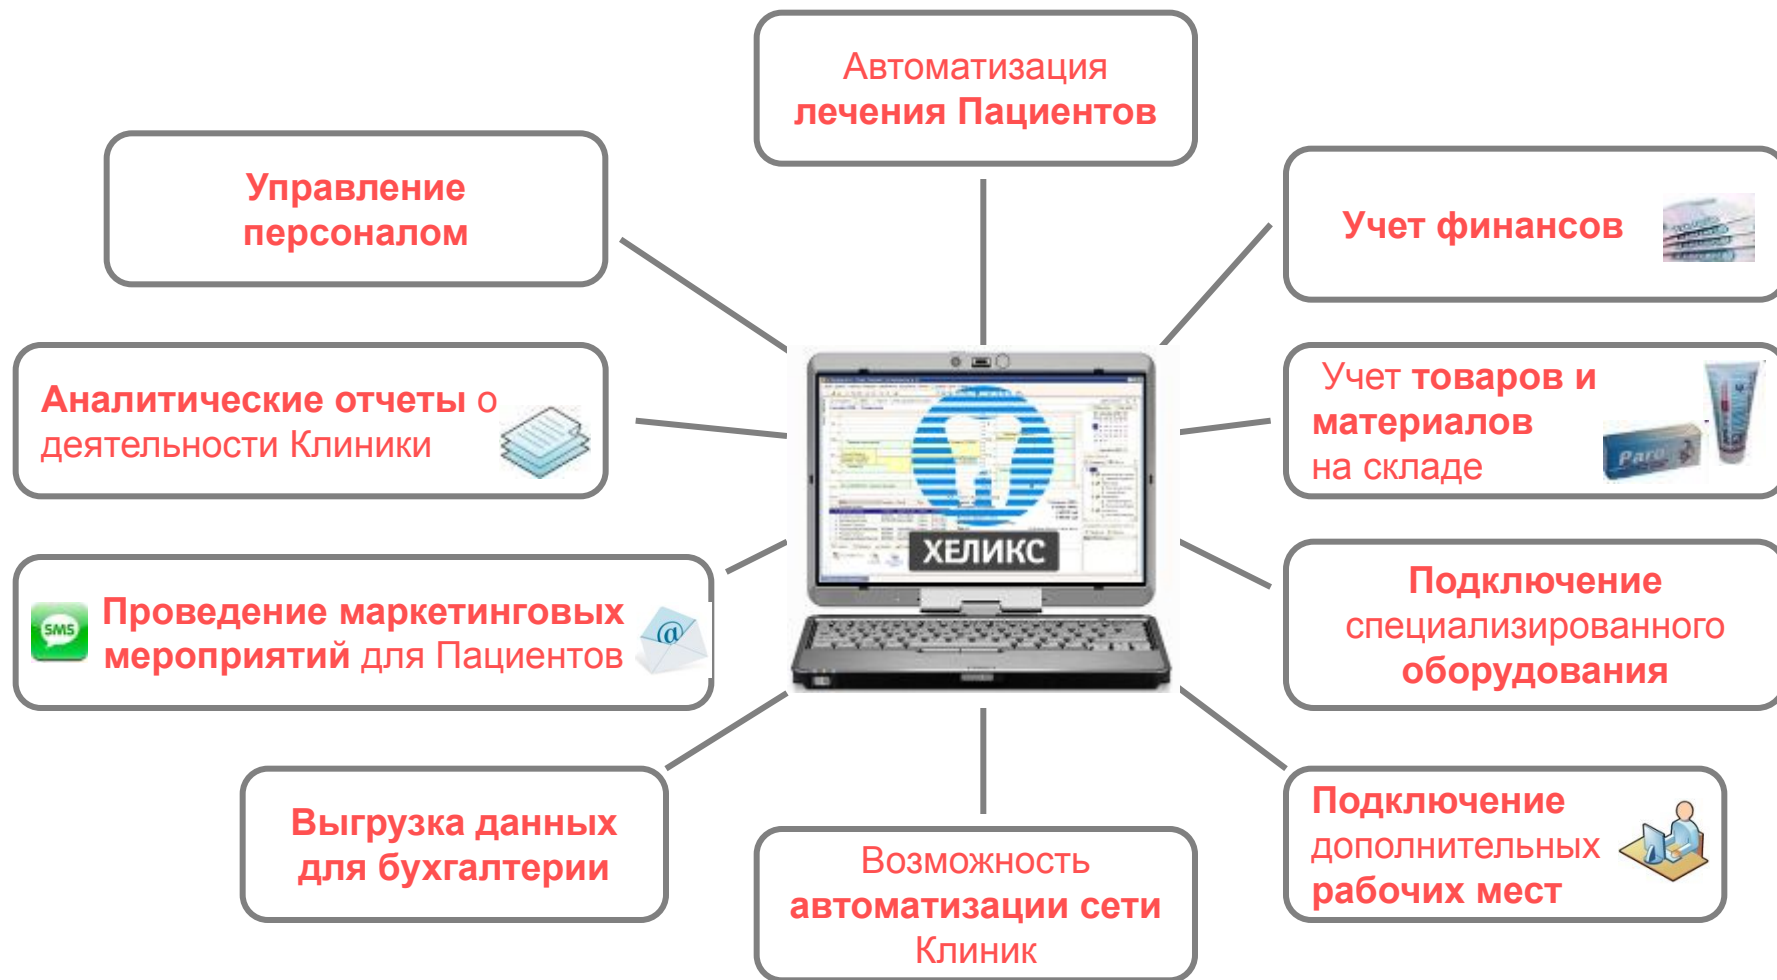 Автоматизация
лечения Пациентов
Управление
персоналом
Учет финансов
Аналитические отчеты о
деятельности Клиники
Учет товаров и
материалов
на складе
Paro
ХЕЛИКС
SMS
Проведение маркетинговых
мероприятий для Пациентов
@
Подключение
специализированного
оборудования
Выгрузка данных
для бухгалтерии
Возможность
автоматизации сети
Клиник
Подключение
дополнительных
рабочих мест